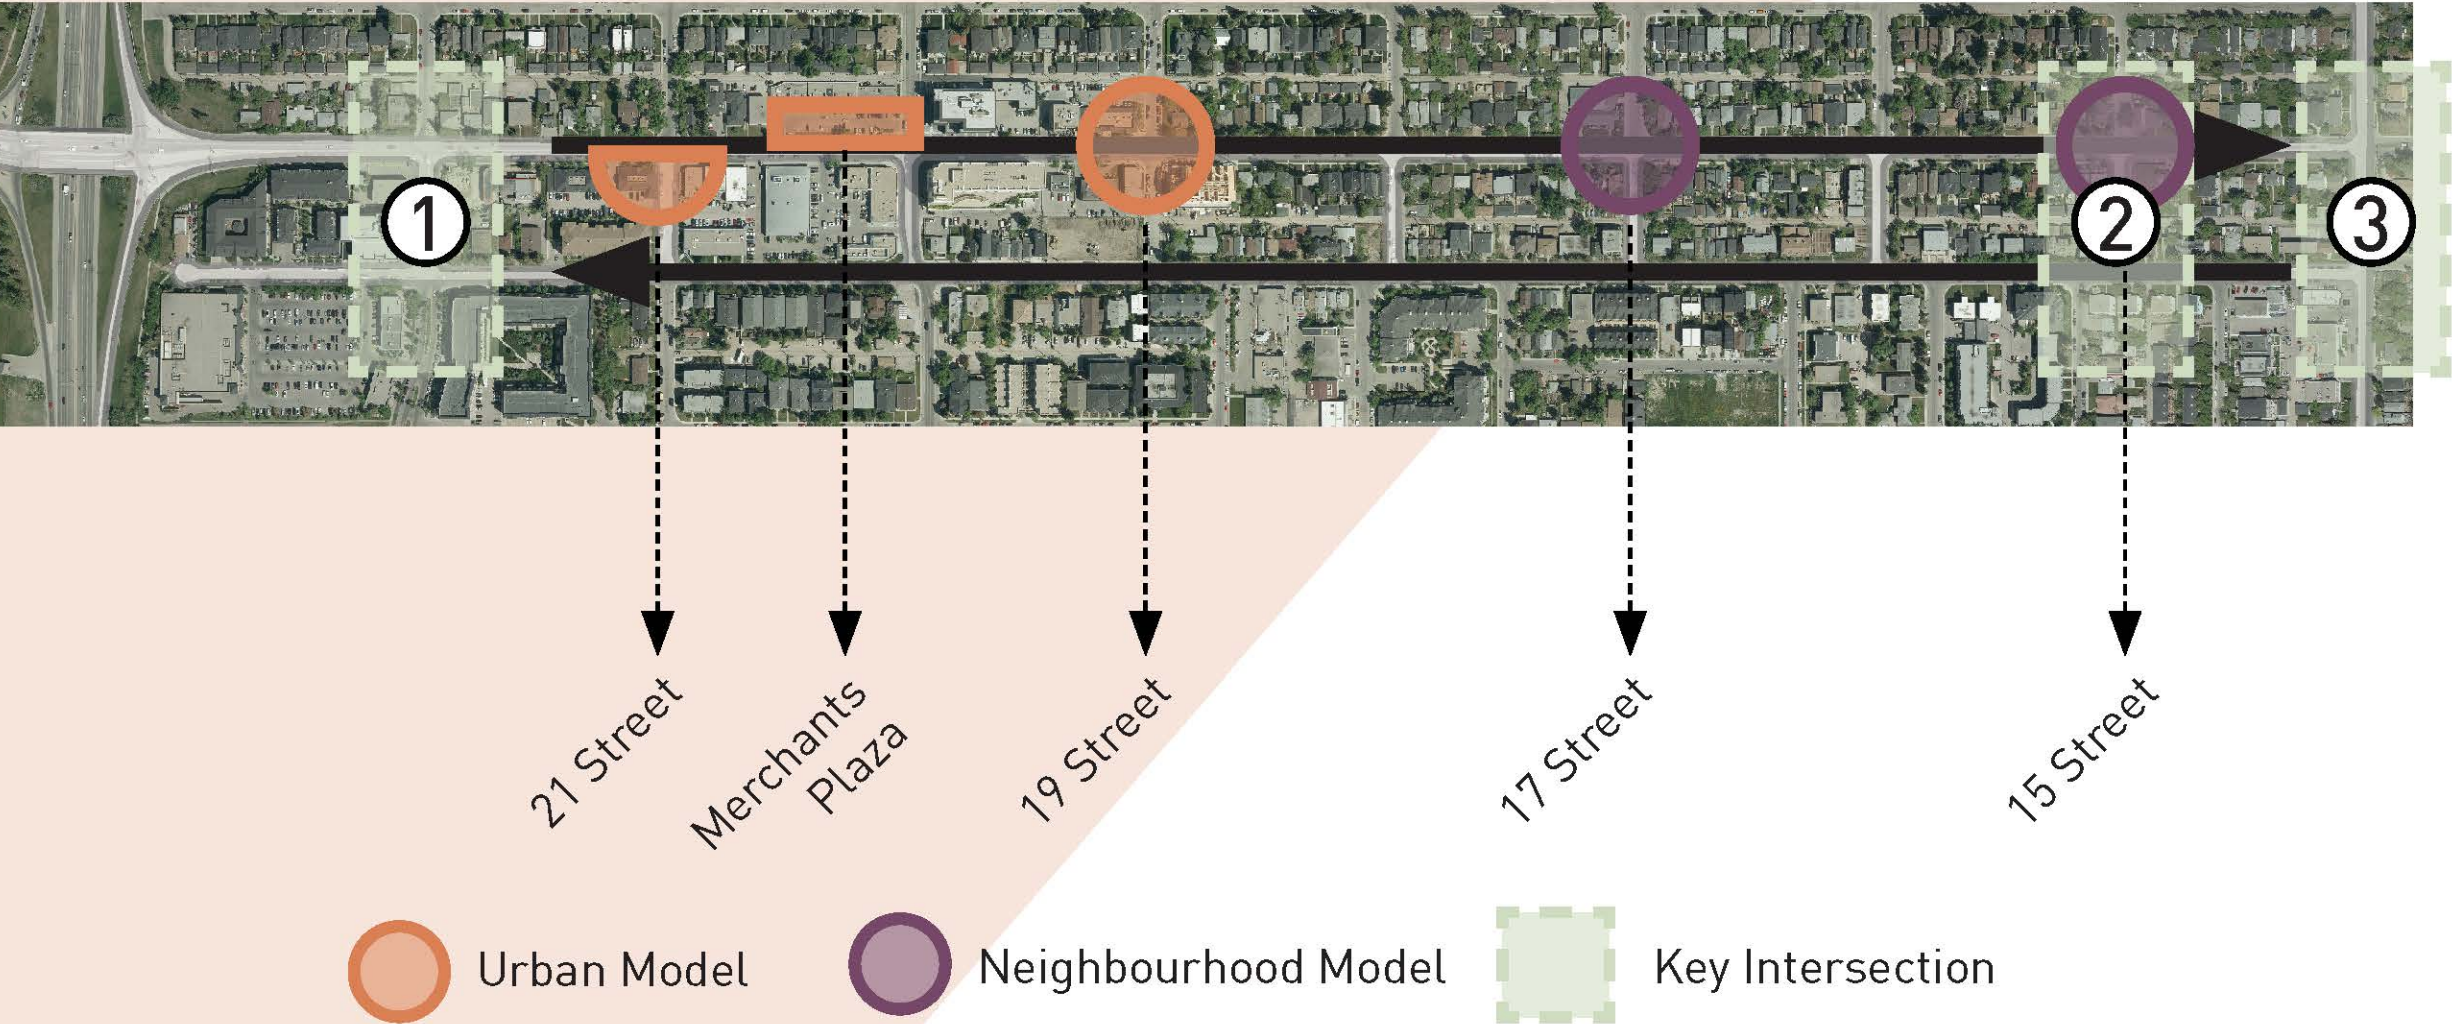 1
2
3
21 Street
Merchants
Plaza
19 Street
17 Street
15 Street
Urban Model
Neighbourhood Model
Key Intersection